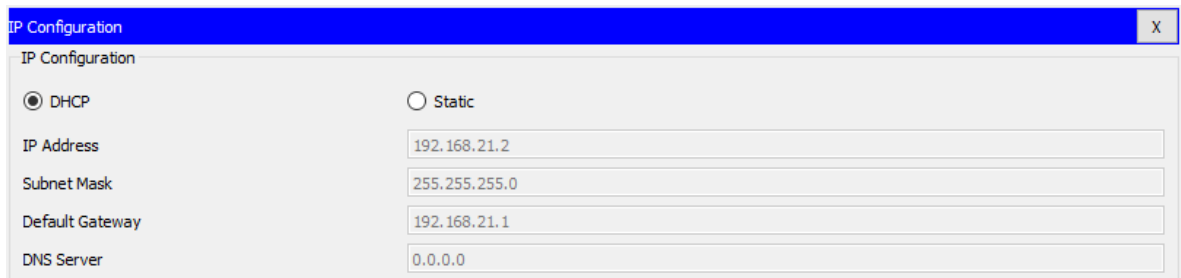 IP Configuration X
IP Configuration
DHCP Static
IP Address 192.168.21.2
Subnet Mask 255.255.255.0
Default Gateway 192.168.21.1
DNS Server 0.0.0.0